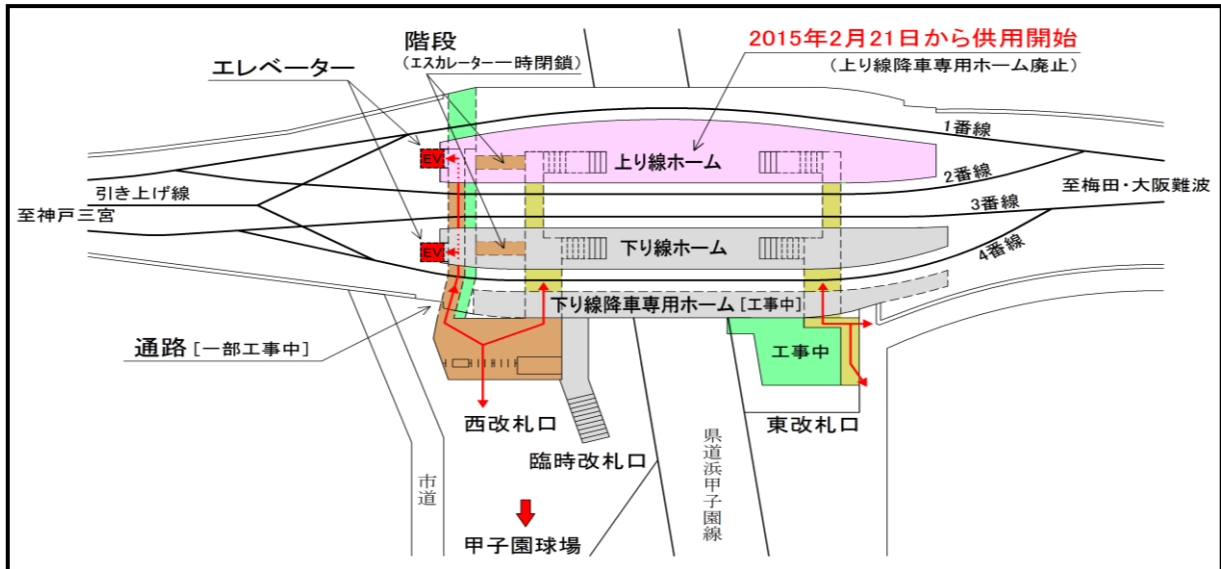 階段
(エスカレーター一時閉鎖)
2015年2月21日から供用開始
(上り線降車専用ホーム廃止)
エレベーター
1番線
EV
上り線ホーム
2番線
引き上げ線
至梅田・大阪難波
至神戸三宮
3番線
EV
下り線ホーム
4番線
下り線降車専用ホーム[工事中]
通路[一部工事中]
工事中
西改札口
東改札口
臨時改札口
県道浜甲子園線
市道
甲子園球場